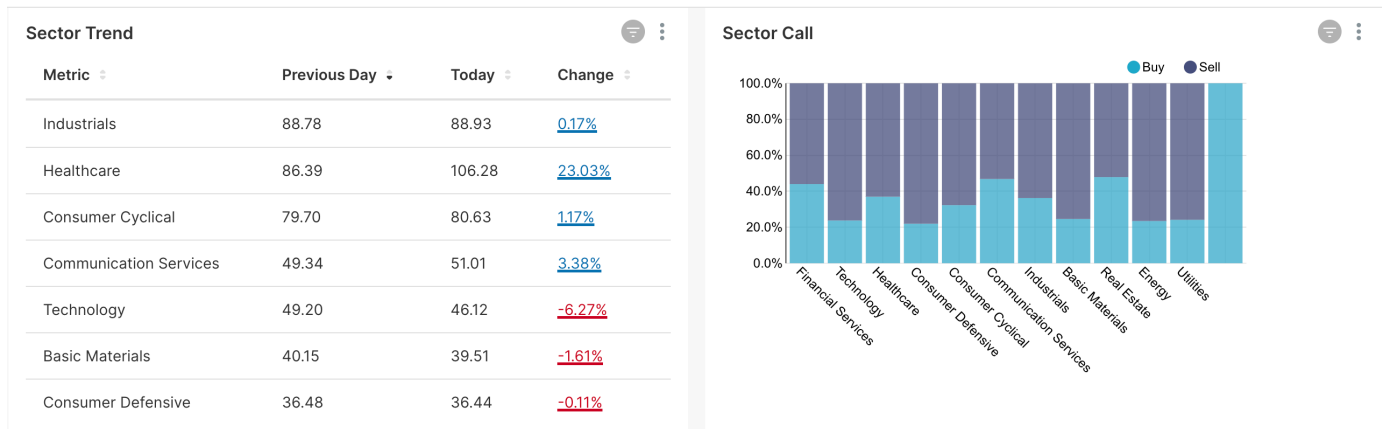 Sector Trend
Metric Previous Day Today Change
Industrials 88.78 88.93 0.17%
Healthcare 86.39 106.28 23.03%
Consumer Cyclical 79.70 80.63 1.17%
Communication Services 49.34 51.01 3.38%
Technology 49.20 46.12 -6.27%
Basic Materials 40.15 39.51 -1.61%
Consumer Defensive 36.48 36.44 -0.11%
Sector Call
Buy Sell
100.0%
80.0%
60.0%
40.0%
20.0%
0.0%
Financial Services
Technology
Healthcare
Consumer Defensive
Consumer Cyclical
Communication Services
Industrials
Basic Materials
Real Estate
Energy
Utilities